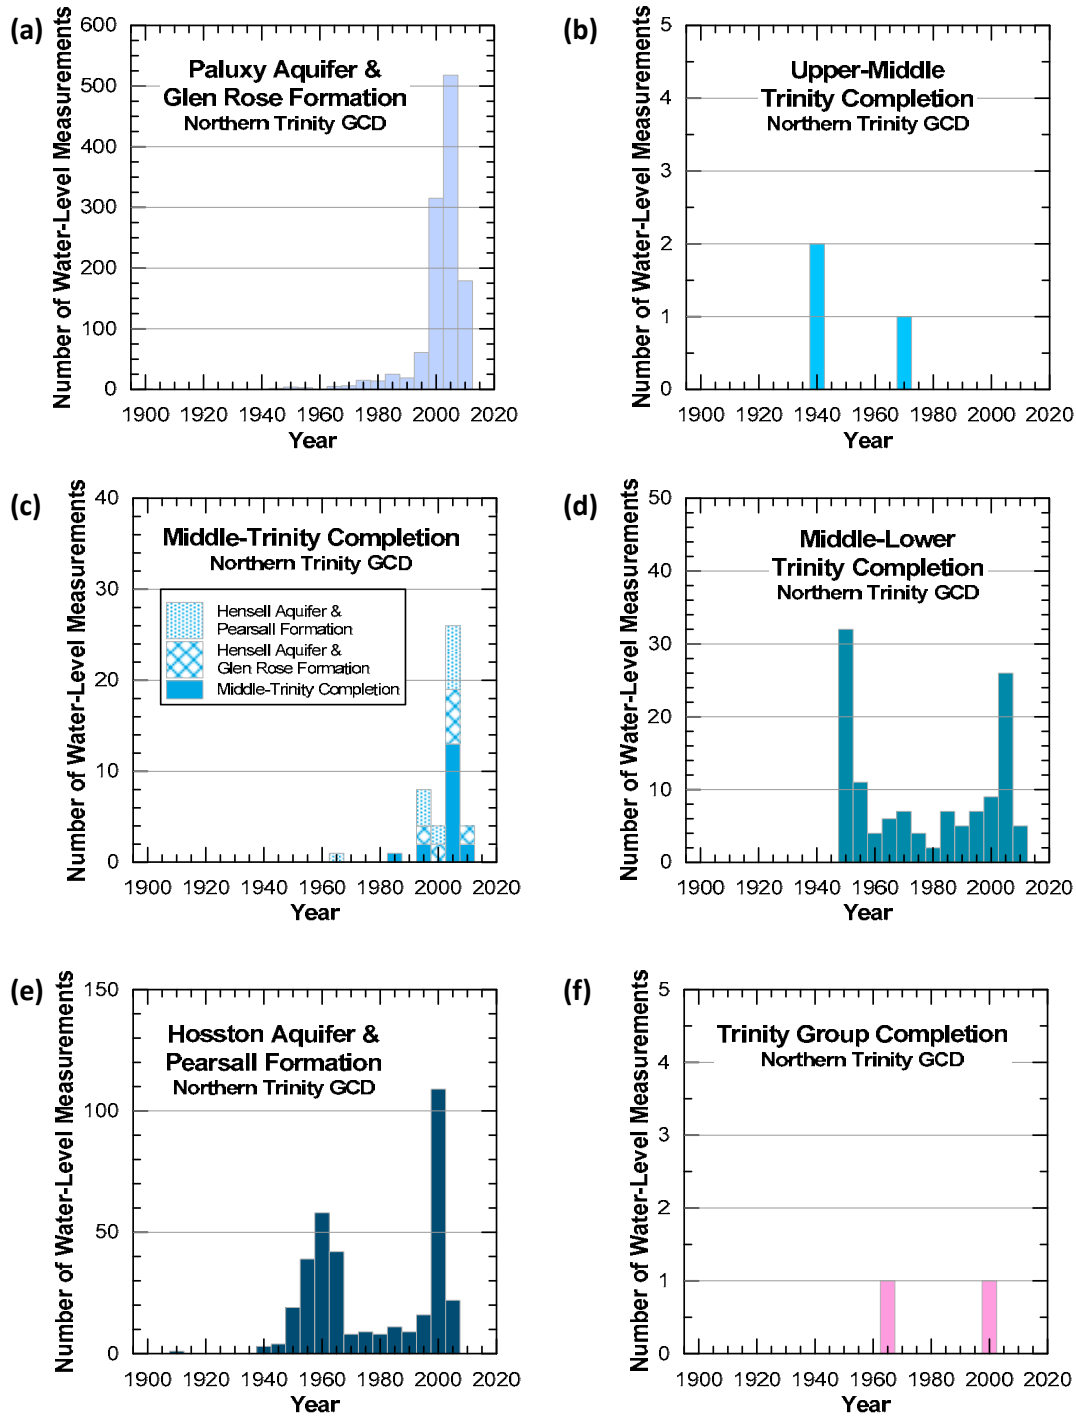 (a)
Number of Water-Level Measurements
600
500
400
300
200
100
0
Paluxy Aquifer &
Glen Rose Formation
Northern Trinity GCD
1900 1920 1940 1960 1980 2000 2020
Year
(b)
Number of Water-Level Measurements
5
4
3
2
1
0
Upper-Middle
Trinity Completion
Northern Trinity GCD
1900 1920 1940 1960 1980 2000 2020
Year
(c)
Number of Water-Level Measurements
40
30
20
10
0
Middle-Trinity Completion
Northern Trinity GCD
Hensell Aquifer &
Pearsall Formation
Hensell Aquifer &
Glen Rose Formation
Middle-Trinity Completion
1900 1920 1940 1960 1980 2000 2020
Year
(d)
Number of Water-Level Measurements
50
40
30
20
10
0
Middle-Lower
Trinity Completion
Northern Trinity GCD
1900 1920 1940 1960 1980 2000 2020
Year
(e)
Number of Water-Level Measurements
150
100
50
0
Hosston Aquifer &
Pearsall Formation
Northern Trinity GCD
1900 1920 1940 1960 1980 2000 2020
Year
(f)
Number of Water-Level Measurements
5
4
3
2
1
0
Trinity Group Completion
Northern Trinity GCD
1900 1920 1940 1960 1980 2000 2020
Year